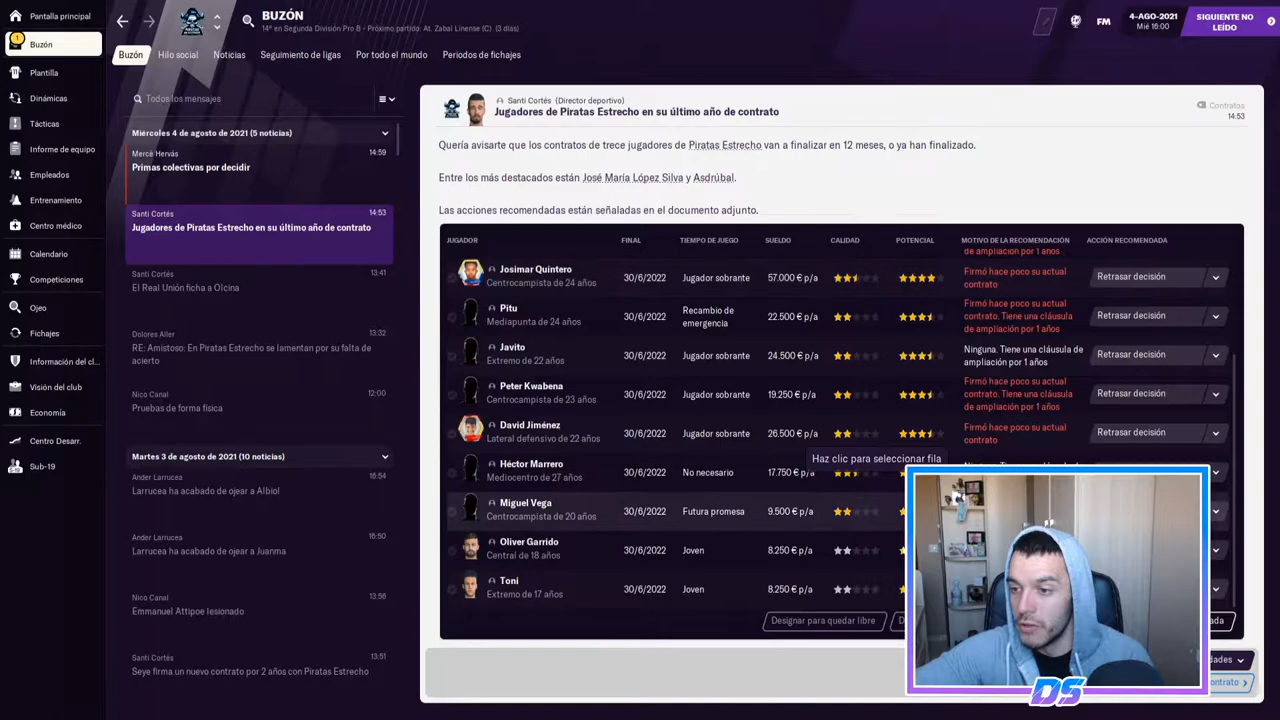 Pantalla principal
1
Buzón
Plantilla
Dinámicas
Tácticas
Informe de equipo
Empleados
Entrenamiento
Centro médico
Calendario
Competiciones
Ojeo
Fichajes
Información del cl...
Visión del club
Economía
Centro Desarr.
Sub-19
BUZÓN
14º en Segunda División Pro B - Próximo partido: At. Zabal Linense (C) (3 días)
FM
4-AGO-2021
Mié 16:00
SIGUIENTE NO
LEÍDO
Buzón
Hilo social
Noticias
Seguimiento de ligas
Por todo el mundo
Periodos de fichajes
Todos los mensajes
Miércoles 4 de agosto de 2021 (5 noticias)
Mercè Hervás 14:59
Primas colectivas por decidir
Santi Cortés 14:53
Jugadores de Piratas Estrecho en su último año de contrato
Santi Cortés 13:41
El Real Unión ficha a Olcina
Dolores Aller 13:32
RE: Amistoso: En Piratas Estrecho se lamentan por su falta de
acierto
Nico Canal 12:00
Pruebas de forma física
Martes 3 de agosto de 2021 (10 noticias)
Ander Larrucea 16:54
Larrucea ha acabado de ojear a Albiol
Ander Larrucea 16:50
Larrucea ha acabado de ojear a Juanma
Nico Canal 13:56
Emmanuel Attipoe lesionado
Santi Cortés 13:51
Seye firma un nuevo contrato por 2 años con Piratas Estrecho
Santi Cortés (Director deportivo)
Jugadores de Piratas Estrecho en su último año de contrato
Contratos
14:53
Quería avisarte que los contratos de trece jugadores de Piratas Estrecho van a finalizar en 12 meses, o ya han finalizado.
Entre los más destacados están José María López Silva y Asdrúbal.
Las acciones recomendadas están señaladas en el documento adjunto.
JUGADOR FINAL TIEMPO DE JUEGO SUELDO CALIDAD POTENCIAL MOTIVO DE LA RECOMENDACIÓN ACCIÓN RECOMENDADA
de ampliación por 1 años
Josimar Quintero
Centrocampista de 24 años
30/6/2022 Jugador sobrante 57.000 € p/a
Firmó hace poco su actual
contrato
Retrasar decisión
Pitu
Mediapunta de 24 años
30/6/2022
Recambio de
emergencia
22.500 € p/a
Firmó hace poco su actual
contrato. Tiene una cláusula
de ampliación por 1 años
Retrasar decisión
Javito
Extremo de 22 años
30/6/2022 Jugador sobrante 24.500 € p/a
Ninguna. Tiene una cláusula de
ampliación por 1 años
Retrasar decisión
Peter Kwabena
Centrocampista de 23 años
30/6/2022 Jugador sobrante 19.250 € p/a
Firmó hace poco su actual
contrato. Tiene una cláusula
de ampliación por 1 años
Retrasar decisión
David Jiménez
Lateral defensivo de 22 años
30/6/2022 Jugador sobrante 26.500 € p/a
Firmó hace poco su actual
contrato
Retrasar decisión
Haz clic para seleccionar fila
Héctor Marrero
Mediocentro de 27 años
30/6/2022 No necesario 17.750 € p/a
Miguel Vega
Centrocampista de 20 años
30/6/2022 Futura promesa 9.500 € p/a
Oliver Garrido
Central de 18 años
30/6/2022 Joven 8.250 € p/a
Toni
Extremo de 17 años
30/6/2022 Joven 8.250 € p/a
Designar para quedar libre
DS